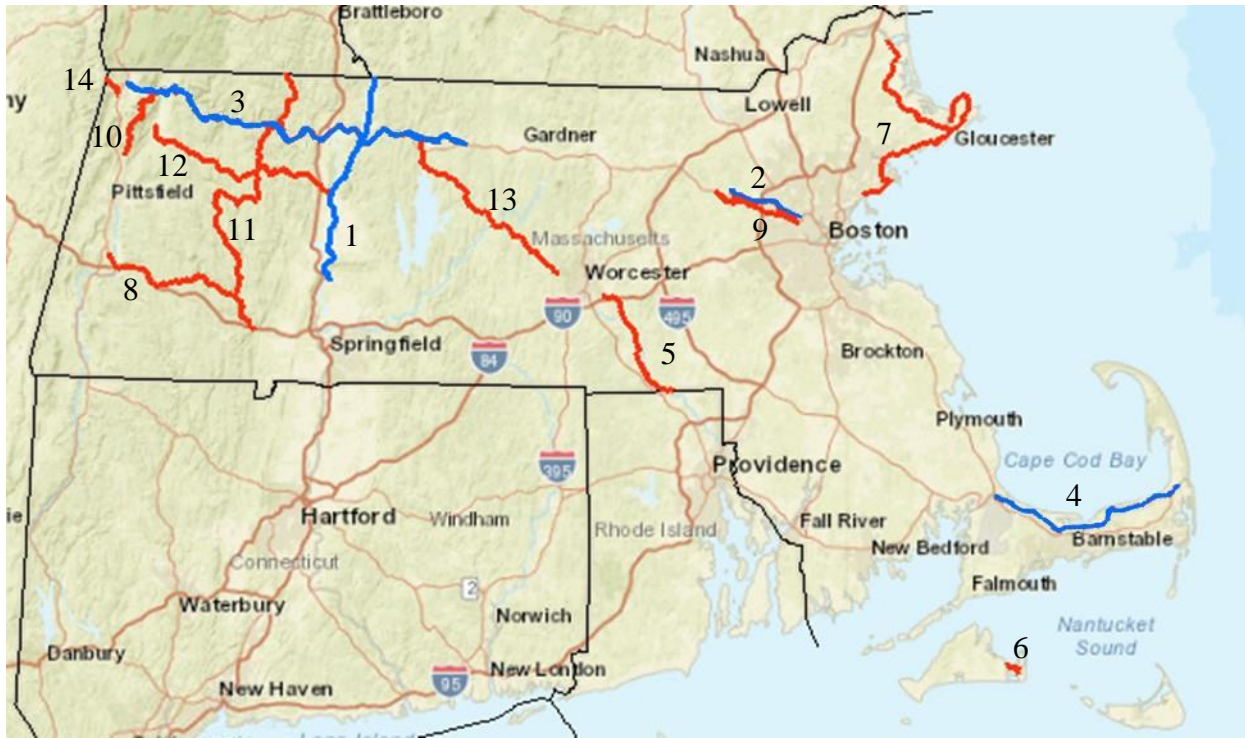 Brattleboro
Nashua
14
ny
3
Lowell
10
Gardner
7
Gloucester
12
Pittsfield
2
13
11
1
9
Boston
Massachusetts
8
Worcester
90
495
Springfield
84
5
Brockton
Plymouth
Providence
Cape Cod Bay
395
4
Hartford
Windham
Rhode Island
Fall River
Barnstable
ie
New Bedford
Connecticut
Falmouth
2
Waterbury
Norwich
Nantucket
Sound
6
Danbury
New London
95
New Haven